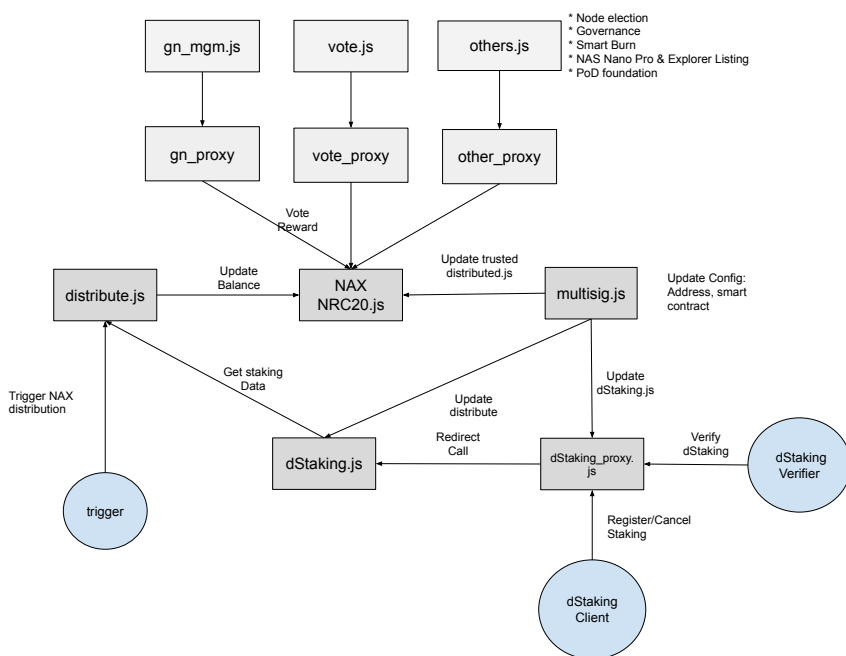 gn_mgm.js
vote.js
others.js
* Node election
* Governance
* Smart Burn
* NAS Nano Pro & Explorer Listing
* PoD foundation
gn_proxy
vote_proxy
other_proxy
Vote
Reward
Update
Balance
Update trusted
distributed.js
distribute.js
NAX
NRC20.js
multisig.js
Update Config:
Address, smart
contract
Trigger NAX
distribution
Get staking
Data
Update
distribute
Update
dStaking.js
Redirect
Call
Verify
dStaking
dStaking.js
dStaking_proxy.
js
dStaking
Verifier
trigger
Register/Cancel
Staking
dStaking
Client